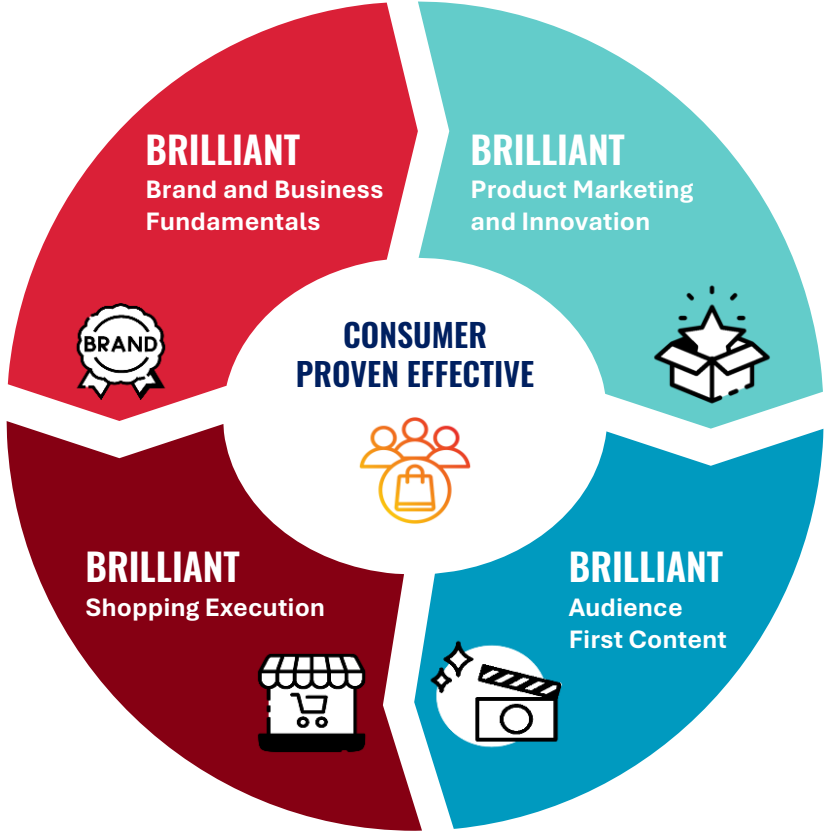 BRILLIANT
Brand and Business
Fundamentals
BRAND
BRILLIANT
Product Marketing
and Innovation
CONSUMER
PROVEN EFFECTIVE
BRILLIANT
Shopping Execution
BRILLIANT
Audience
First Content